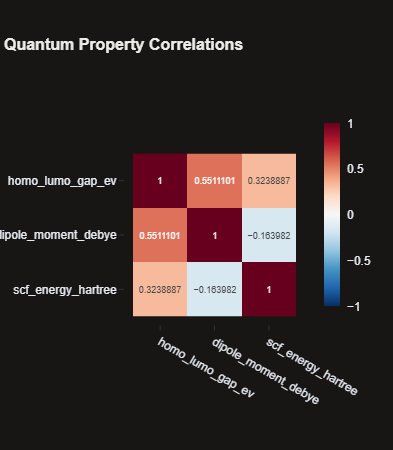 Quantum Property Correlations
1
homo_lumo_gap_ev
1
0.5511101
0.3238887
0.5
dipole_moment_debye
0.5511101
1
−0.163982
0
−0.5
scf_energy_hartree
0.3238887
−0.163982
1
−1
homo_lumo_gap_ev
dipole_moment_debye
scf_energy_hartree